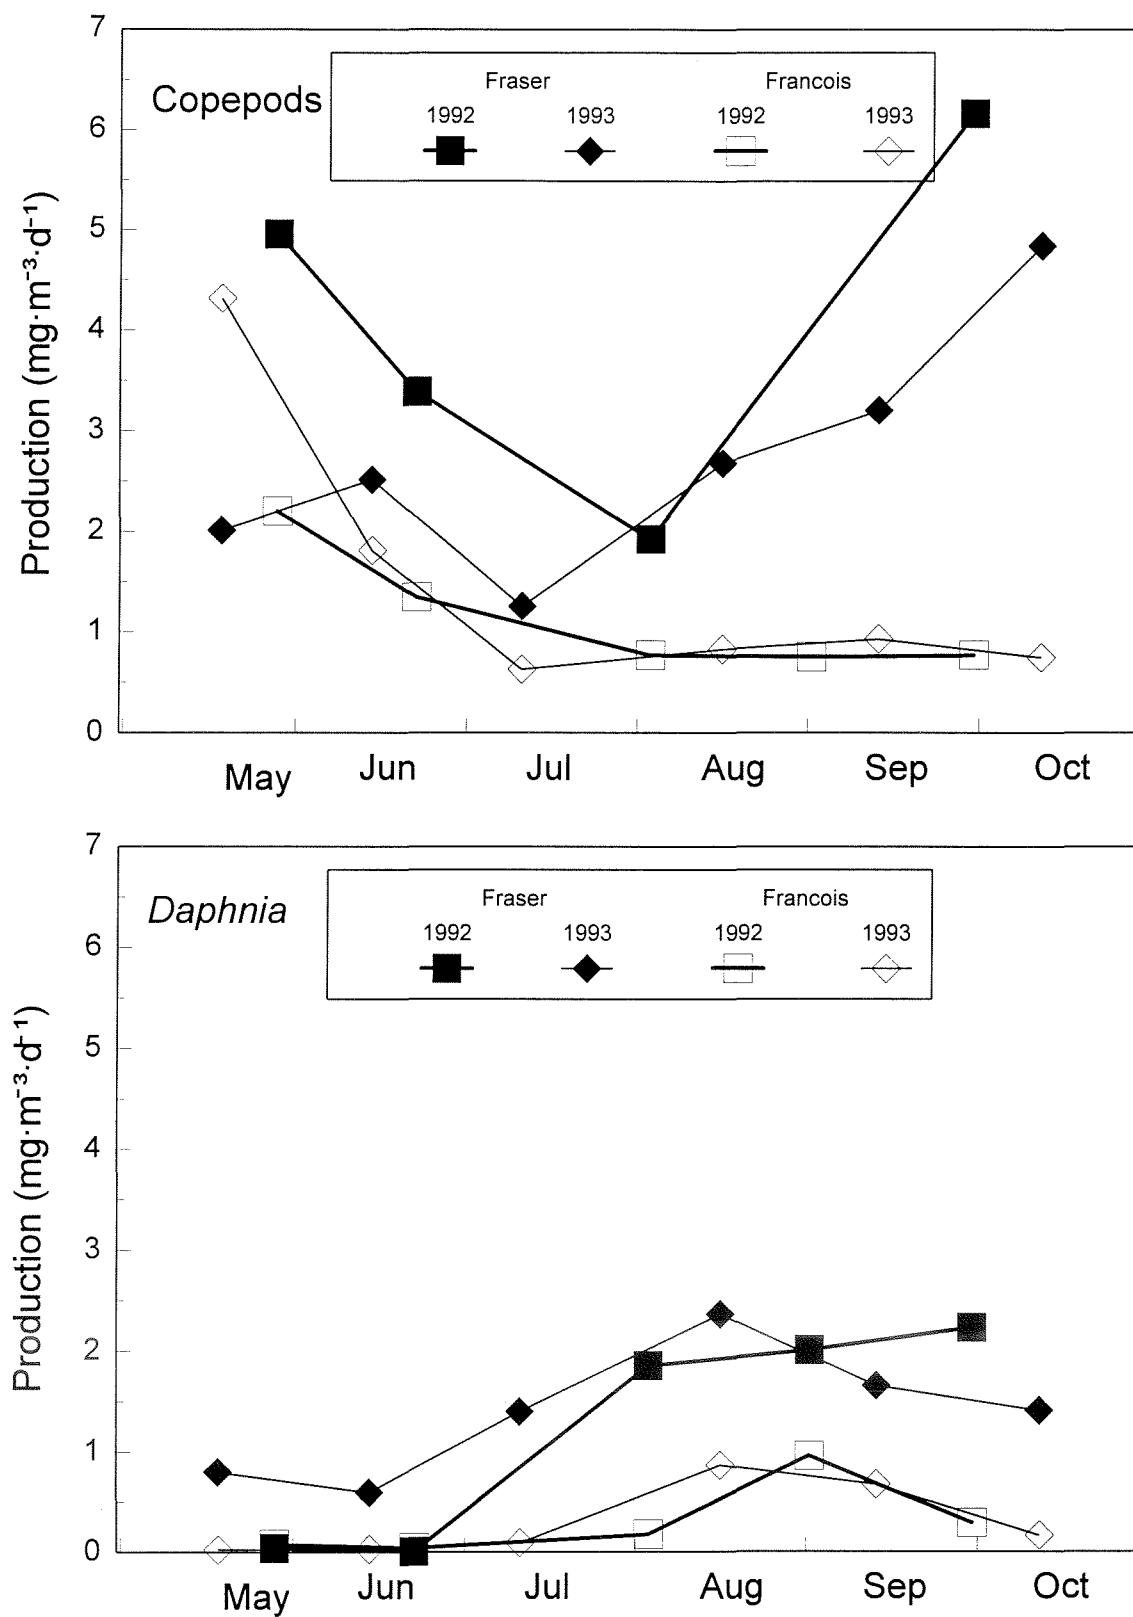 7
6
5
4
3
2
1
0
Production (mg·m⁻³·d⁻¹)
Copepods
Fraser Francois
1992 1993 1992 1993
May Jun Jul Aug Sep Oct
7
6
5
4
3
2
1
0
Production (mg·m⁻³·d⁻¹)
Daphnia
Fraser Francois
1992 1993 1992 1993
May Jun Jul Aug Sep Oct